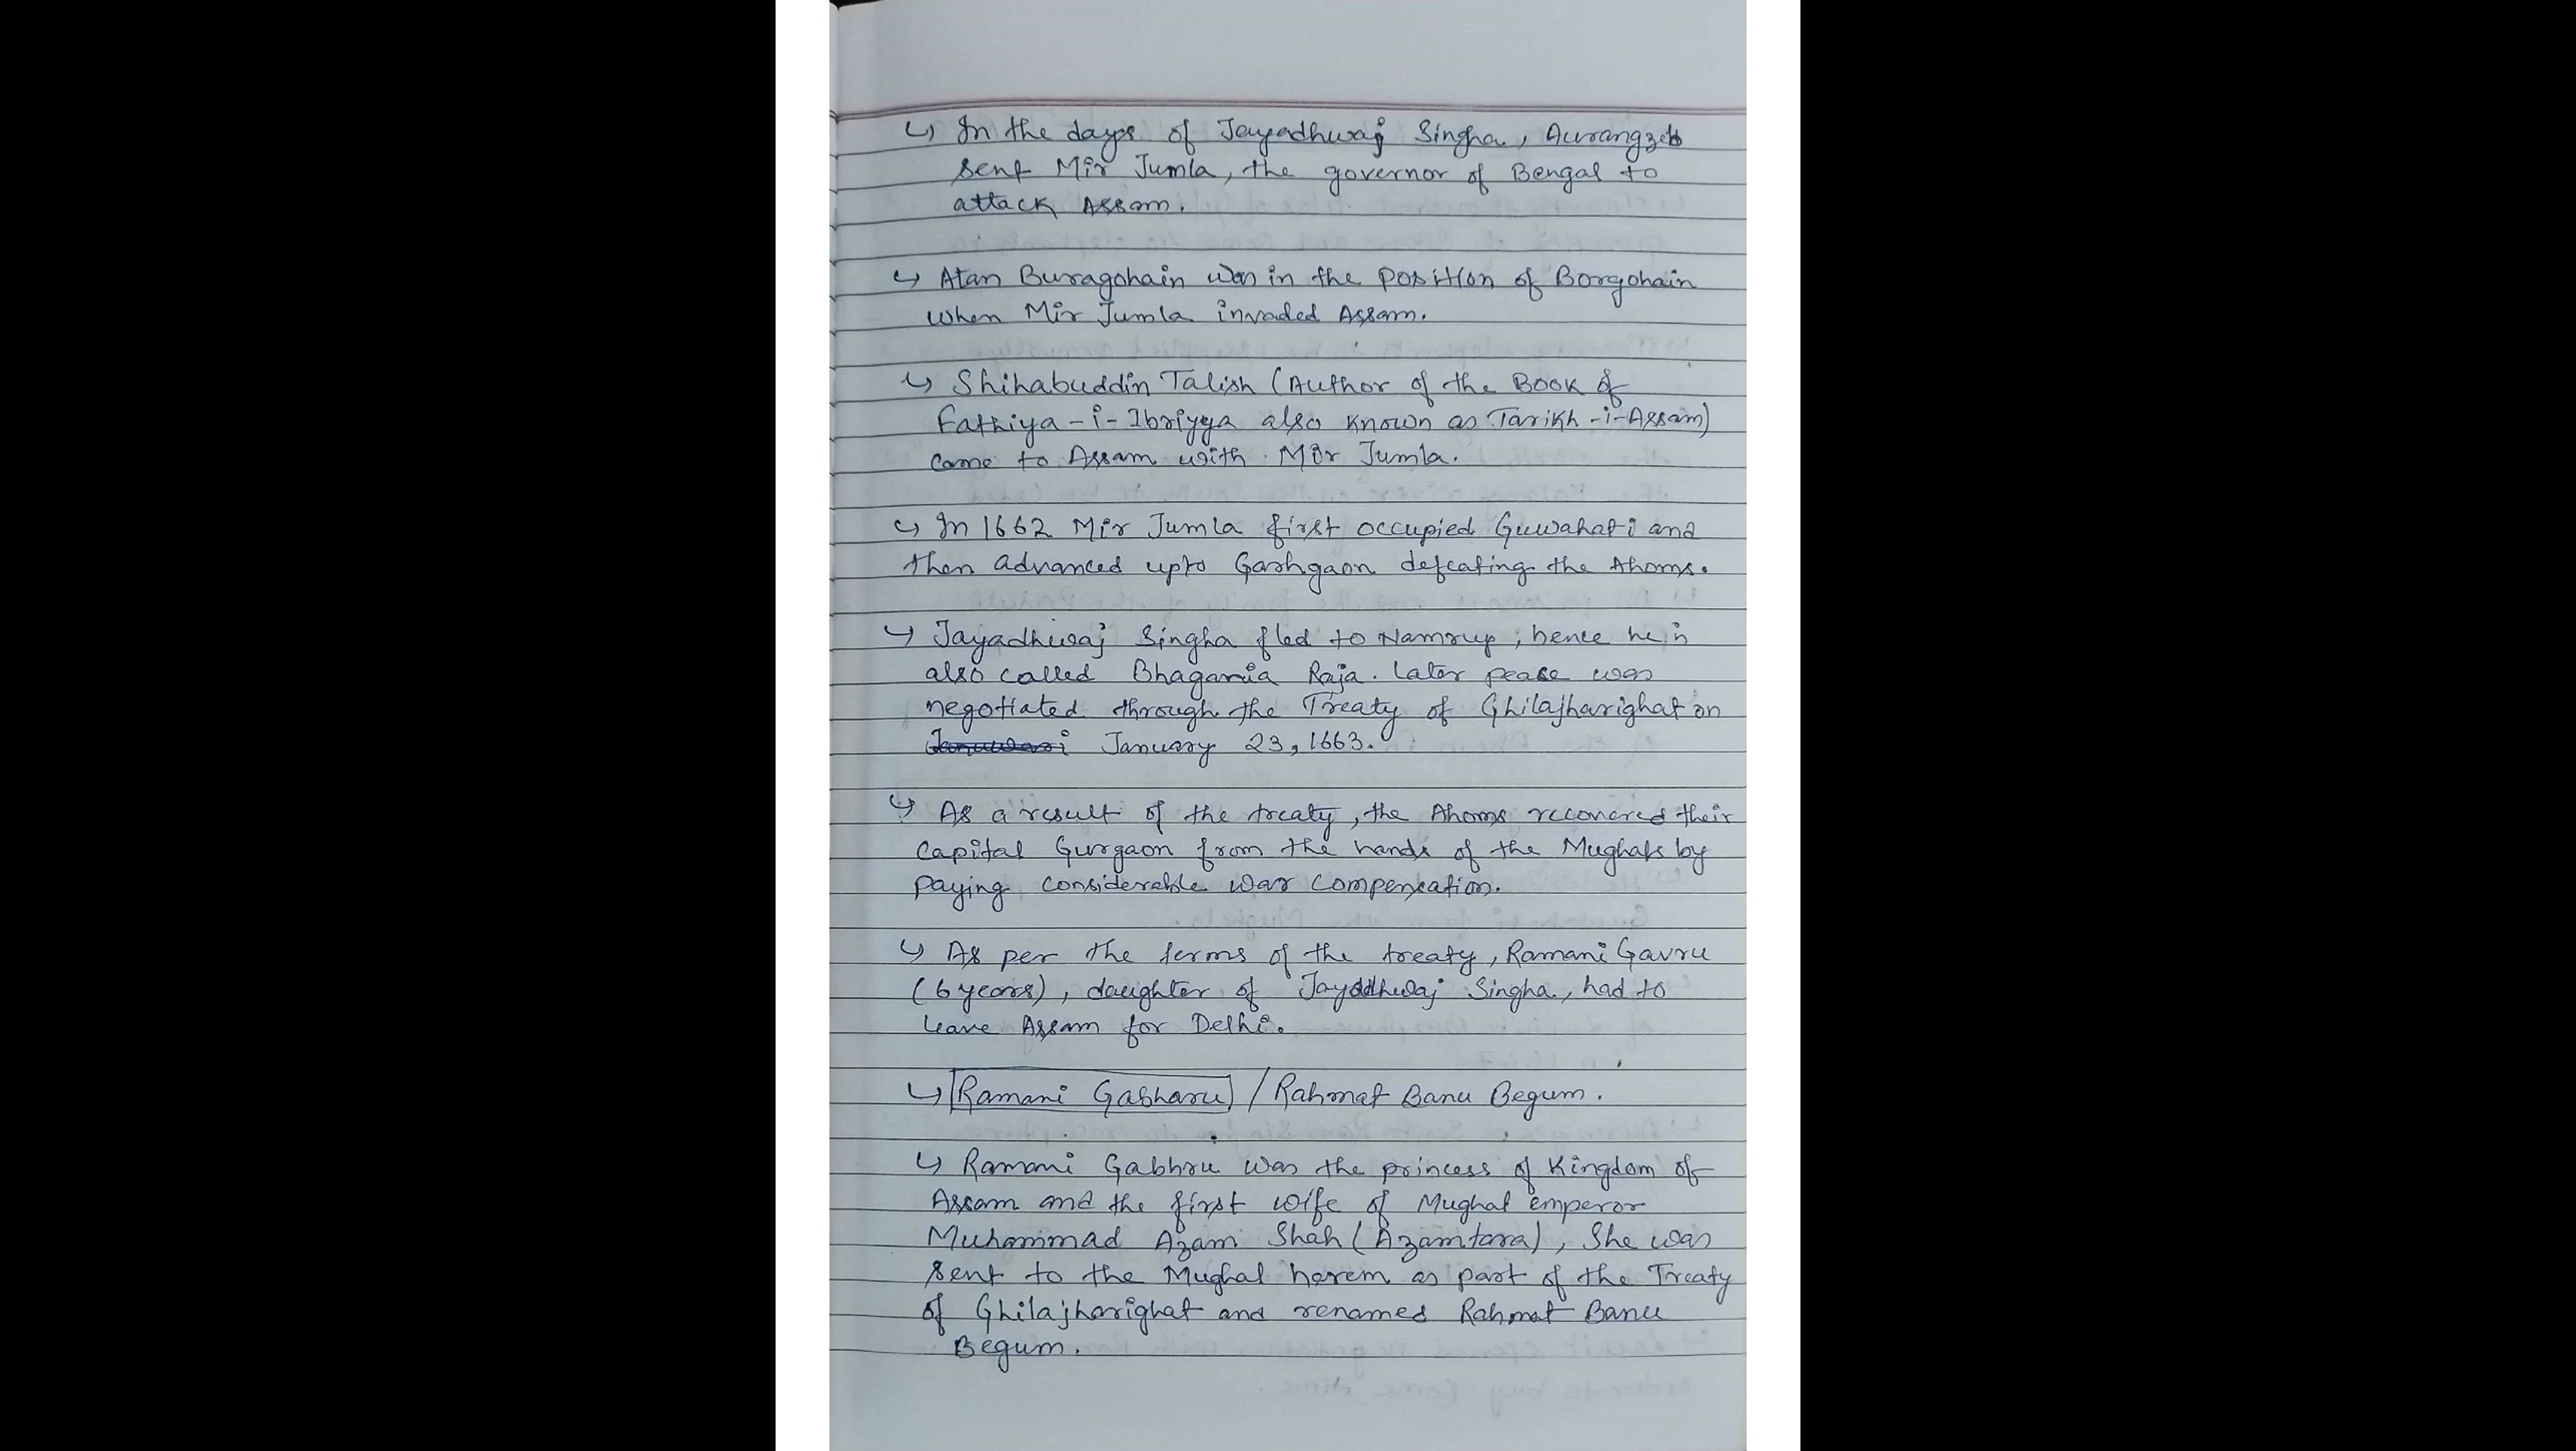 ↳ In the days of Jayadhwaj Singha, Aurangzeb
sent Mir Jumla, the governor of Bengal to
attack Assam.
↳ Atan Buragohain was in the position of Borgohain
when Mir Jumla invaded Assam.
↳ Shihabuddin Talish (Author of the Book of
Fathiya-i-Ibriyya also known as Tarikh-i-Assam)
came to Assam with Mir Jumla.
↳ In 1662 Mir Jumla first occupied Guwahati and
then advanced upto Garhgaon defeating the Ahoms.
↳ Jayadhwaj Singha fled to Namrup, hence he is
also called Bhagania Raja. Later peace was
negotiated through the Treaty of Ghilajharighat on
January 23, 1663.
↳ As a result of the treaty, the Ahoms recovered their
capital Gurgaon from the hands of the Mughals by
paying considerable war compensation.
↳ As per the terms of the treaty, Ramani Gavru
(6 years), daughter of Jayadhwaj Singha, had to
leave Assam for Delhi.
↳ Ramani Gabharu / Rahmat Banu Begum.
↳ Ramani Gabhru was the princess of Kingdom of
Assam and the first wife of Mughal emperor
Muhammad Azam Shah (Azamtara), She was
sent to the Mughal harem as part of the Treaty
of Ghilajharighat and renamed Rahmat Banu
Begum.